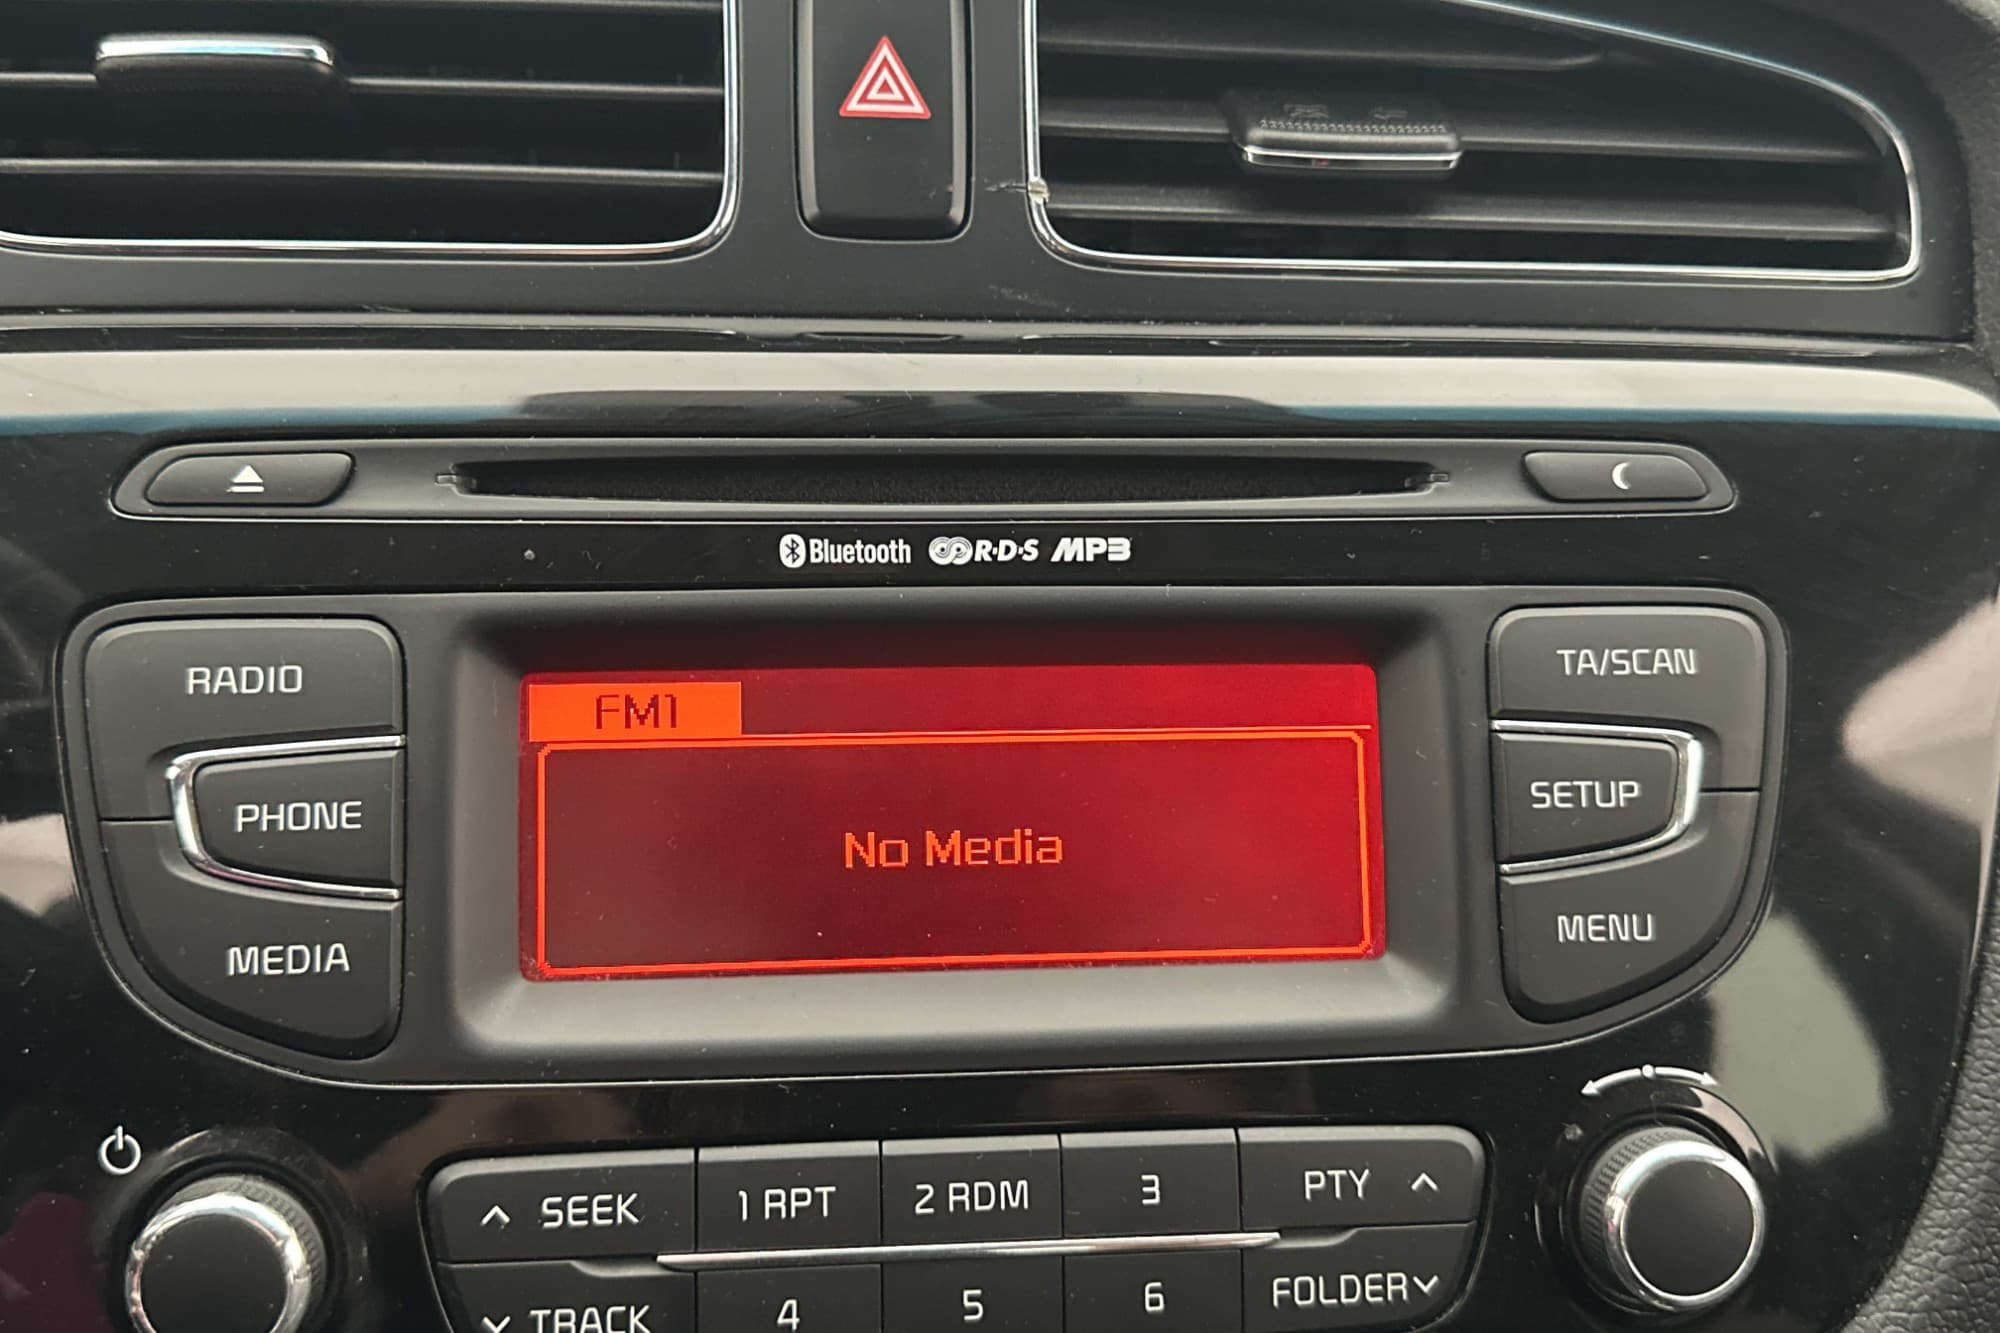 Bluetooth R·D·S MP3
RADIO
TA/SCAN
FM1
PHONE
SETUP
No Media
MEDIA
MENU
SEEK
1 RPT
2 RDM
3
PTY
TRACK
4
5
6
FOLDER